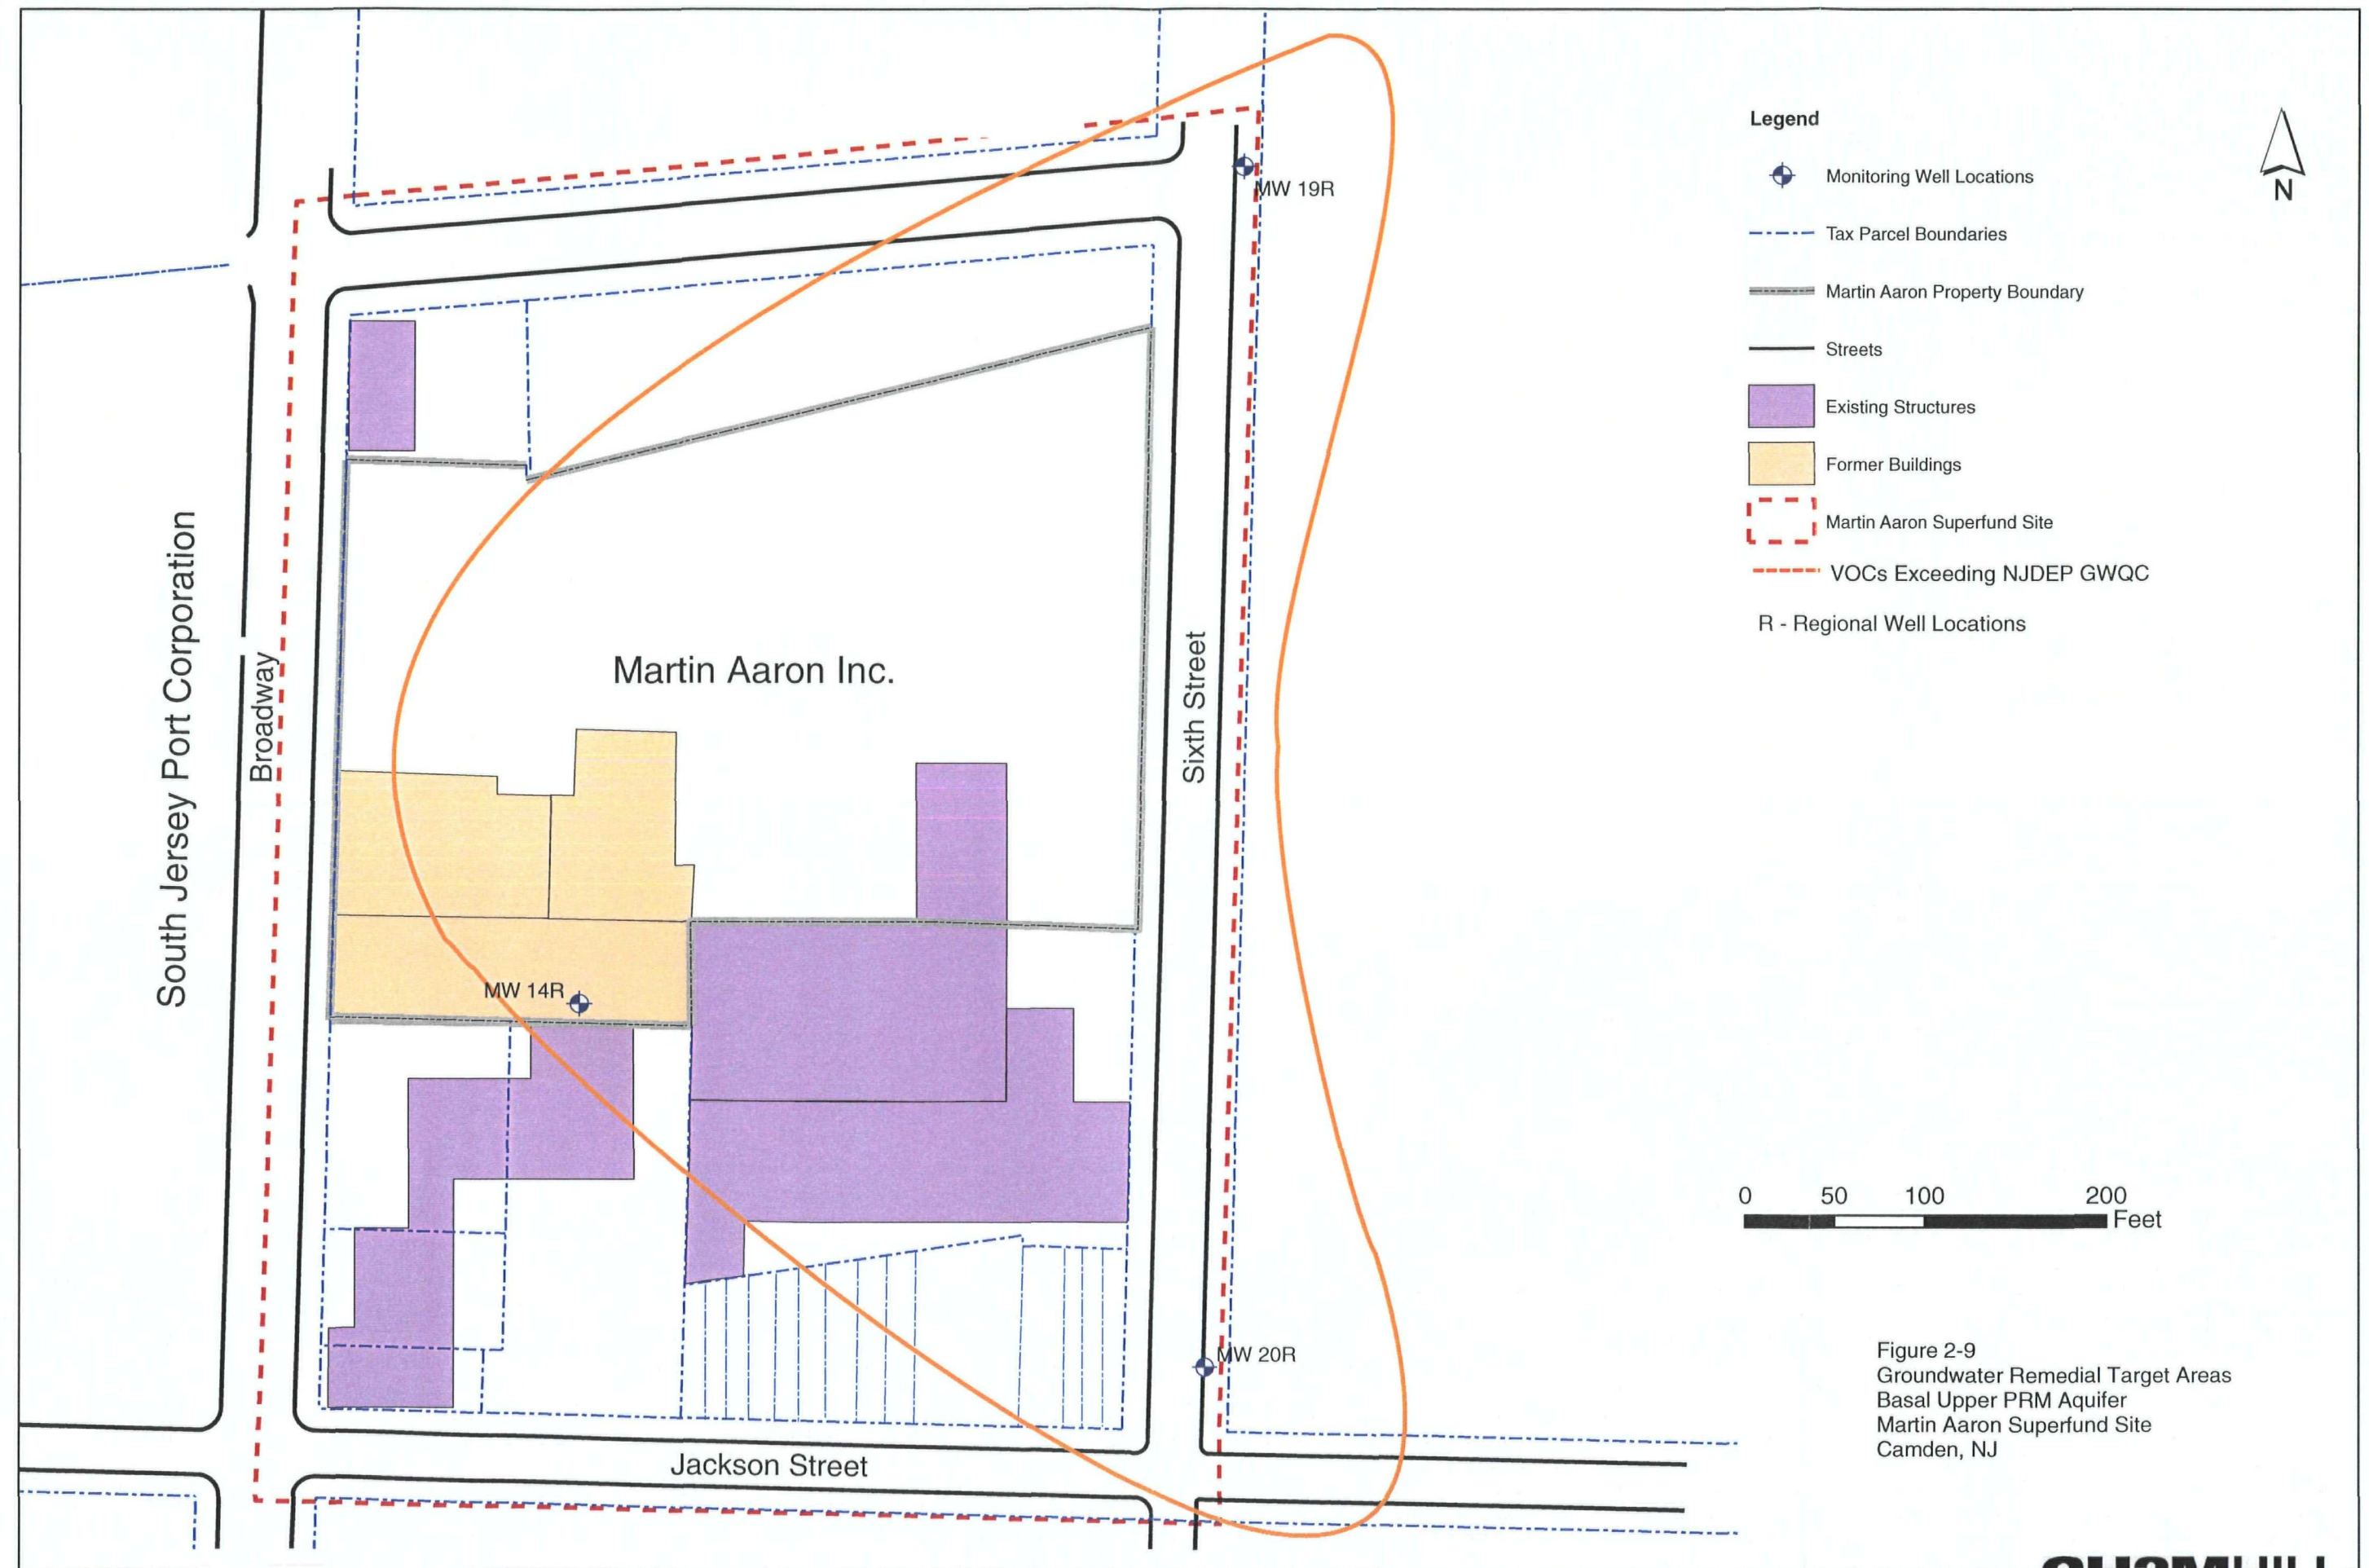 Legend
Monitoring Well Locations
Tax Parcel Boundaries
Martin Aaron Property Boundary
Streets
Existing Structures
Former Buildings
Martin Aaron Superfund Site
VOCs Exceeding NJDEP GWQC
R - Regional Well Locations
N
MW 19R
South Jersey Port Corporation
Broadway
Martin Aaron Inc.
Sixth Street
MW 14R
MW 20R
Jackson Street
0 50 100 200
Feet
Figure 2-9
Groundwater Remedial Target Areas
Basal Upper PRM Aquifer
Martin Aaron Superfund Site
Camden, NJ